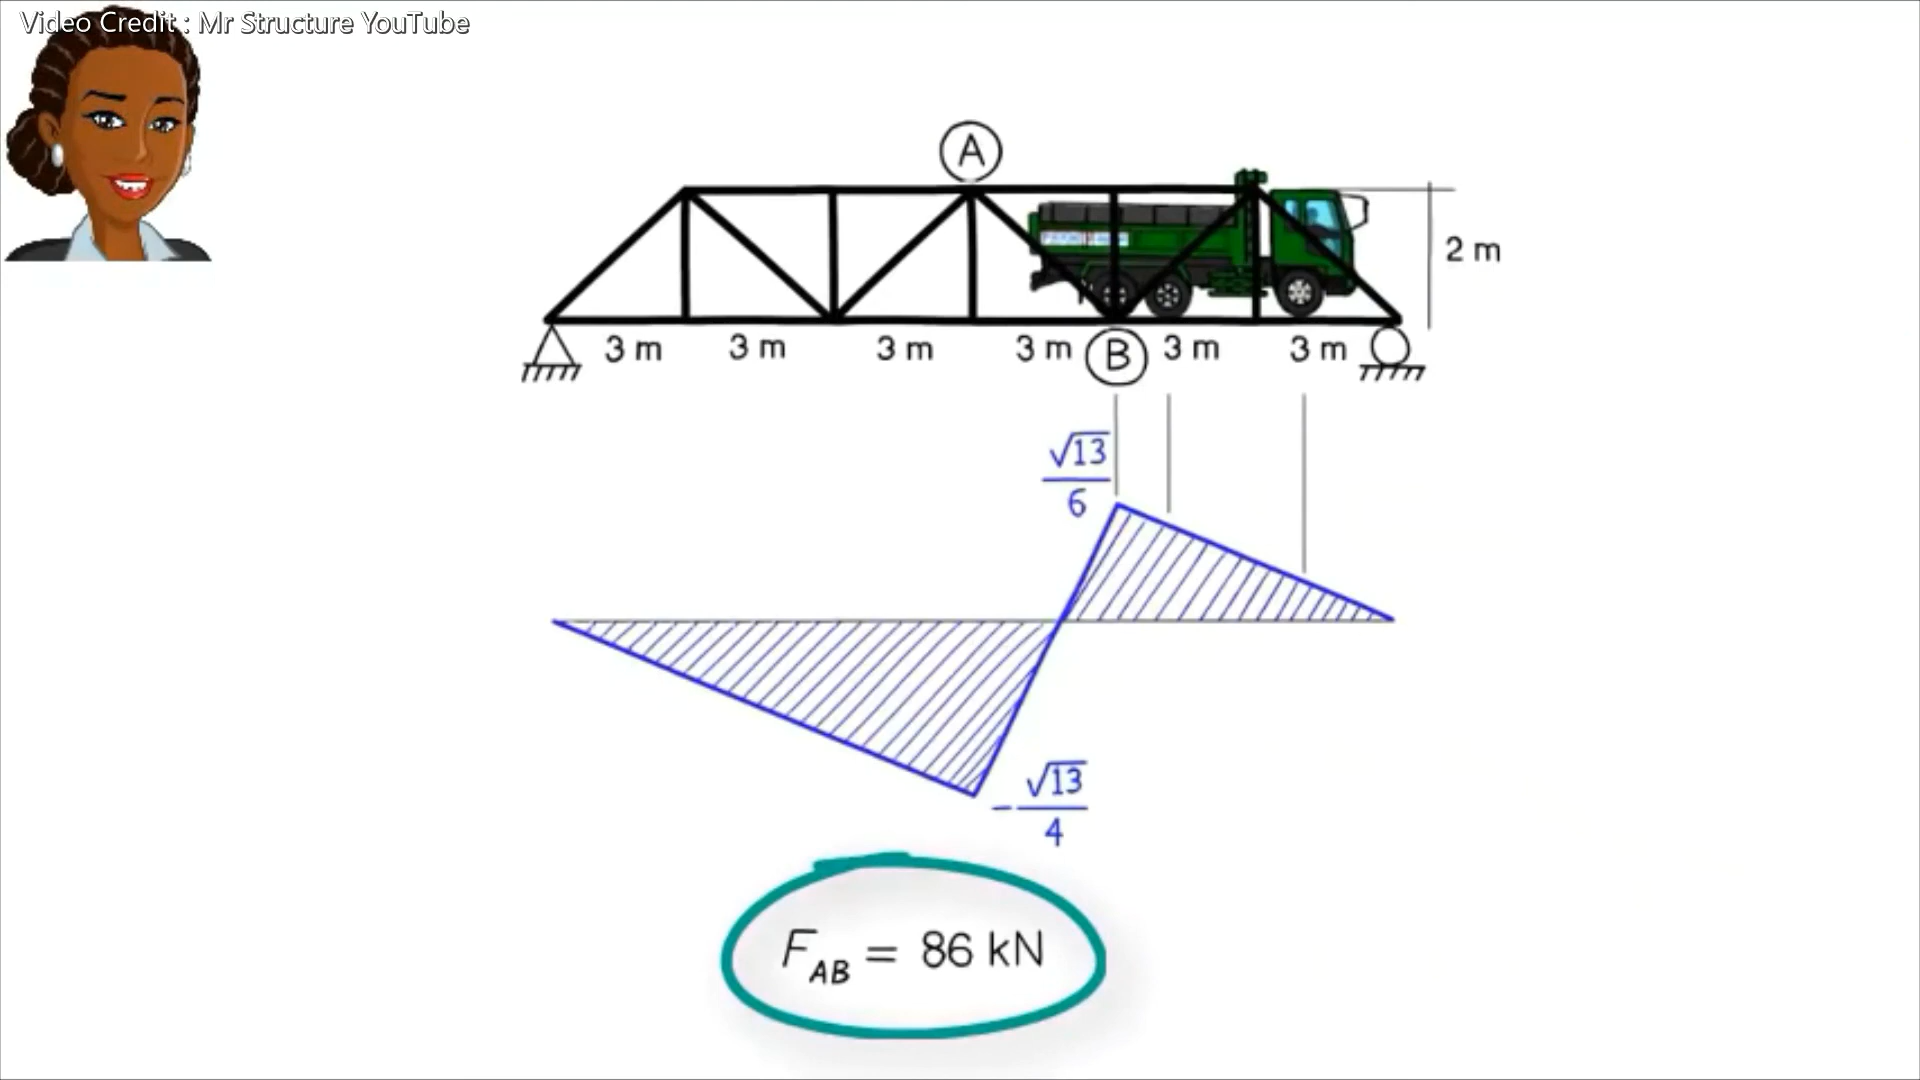 Video Credit : Mr Structure YouTube
A
2 m
3 m 3 m 3 m 3 m B 3 m 3 m
√13
6
-√13
4
F_AB = 86 kN